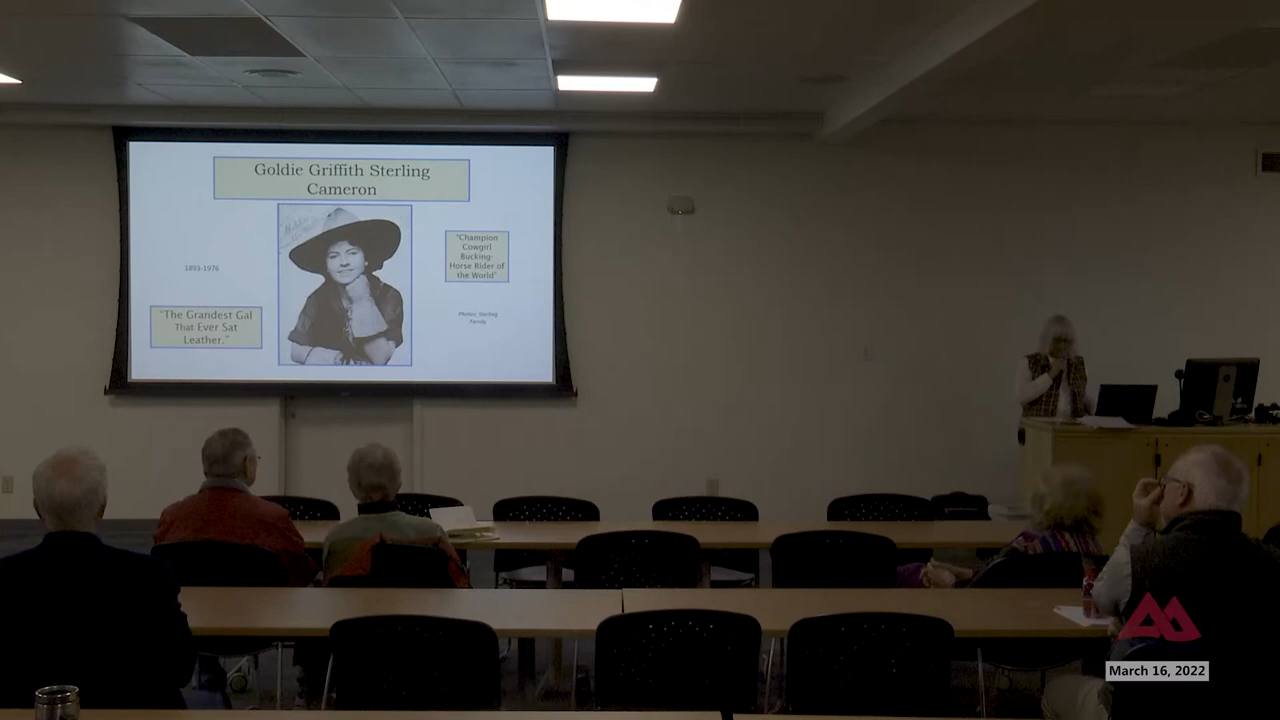 Goldie Griffith Sterling
Cameron
"Champion
Cowgirl
Bucking-
Horse Rider of
the World"
1893-1976
"The Grandest Gal
That Ever Sat
Leather."
Photos: Sterling
Family
March 16, 2022